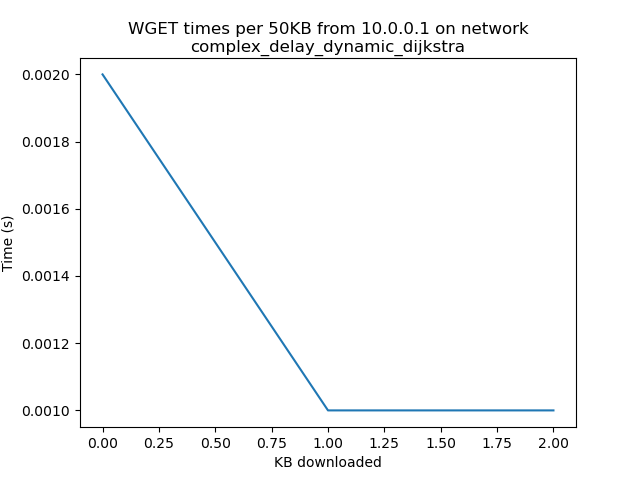 WGET times per 50KB from 10.0.0.1 on network
complex_delay_dynamic_dijkstra
Time (s)
0.0020
0.0018
0.0016
0.0014
0.0012
0.0010
0.00 0.25 0.50 0.75 1.00 1.25 1.50 1.75 2.00
KB downloaded